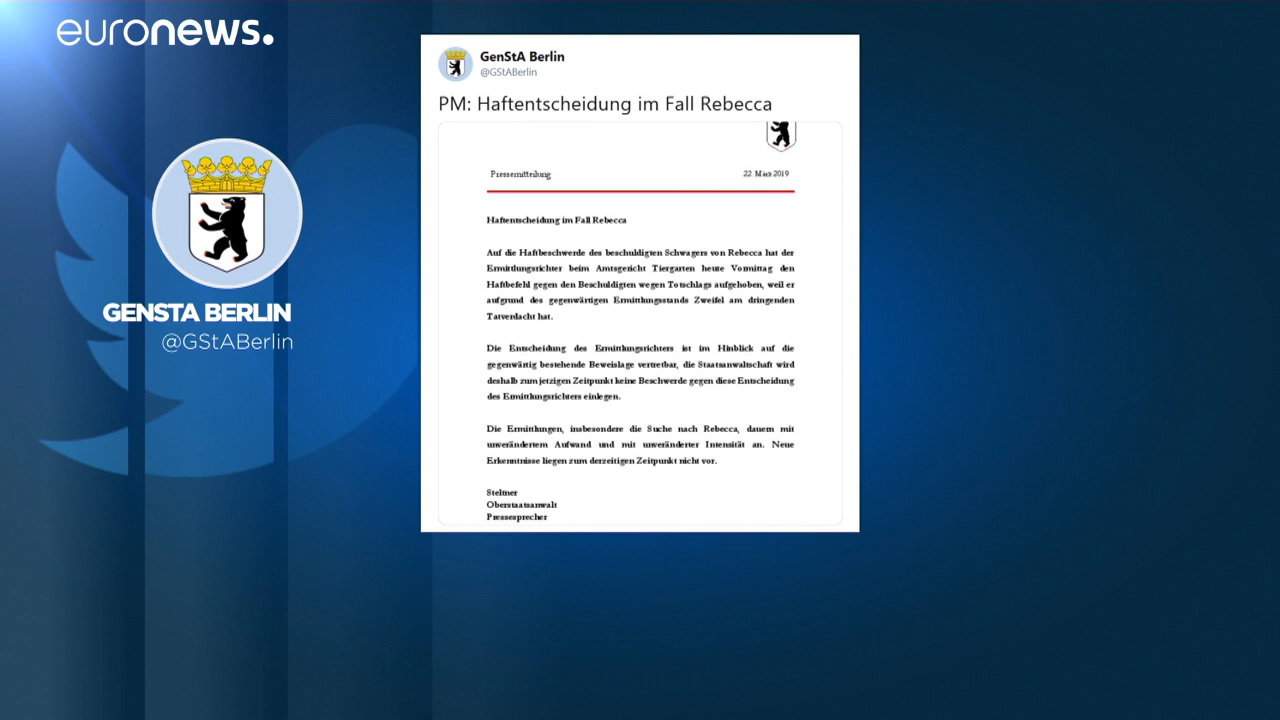 euronews.
GenStA Berlin
@GStABerlin
PM: Haftentscheidung im Fall Rebecca
Pressemitteilung
22. März 2019
Haftentscheidung im Fall Rebecca
Auf die Haftbeschwerde des beschuldigten Schwagers von Rebecca hat der
Ermittlungsrichter beim Amtsgericht Tiergarten heute Vormittag den
Haftbefehl gegen den Beschuldigten wegen Totschlags aufgehoben, weil er
aufgrund des gegenwärtigen Ermittlungsstands Zweifel am dringenden
Tatverdacht hat.
Die Entscheidung des Ermittlungsrichters ist im Hinblick auf die
gegenwärtig bestehende Beweislage vertretbar, die Staatsanwaltschaft wird
deshalb zum jetzigen Zeitpunkt keine Beschwerde gegen diese Entscheidung
des Ermittlungsrichters einlegen.
Die Ermittlungen, insbesondere die Suche nach Rebecca, dauern mit
unverändertem Aufwand und mit unveränderter Intensität an. Neue
Erkenntnisse liegen zum derzeitigen Zeitpunkt nicht vor.
Steltner
Oberstaatsanwalt
Pressesprecher
GENSTA BERLIN
@GStABerlin